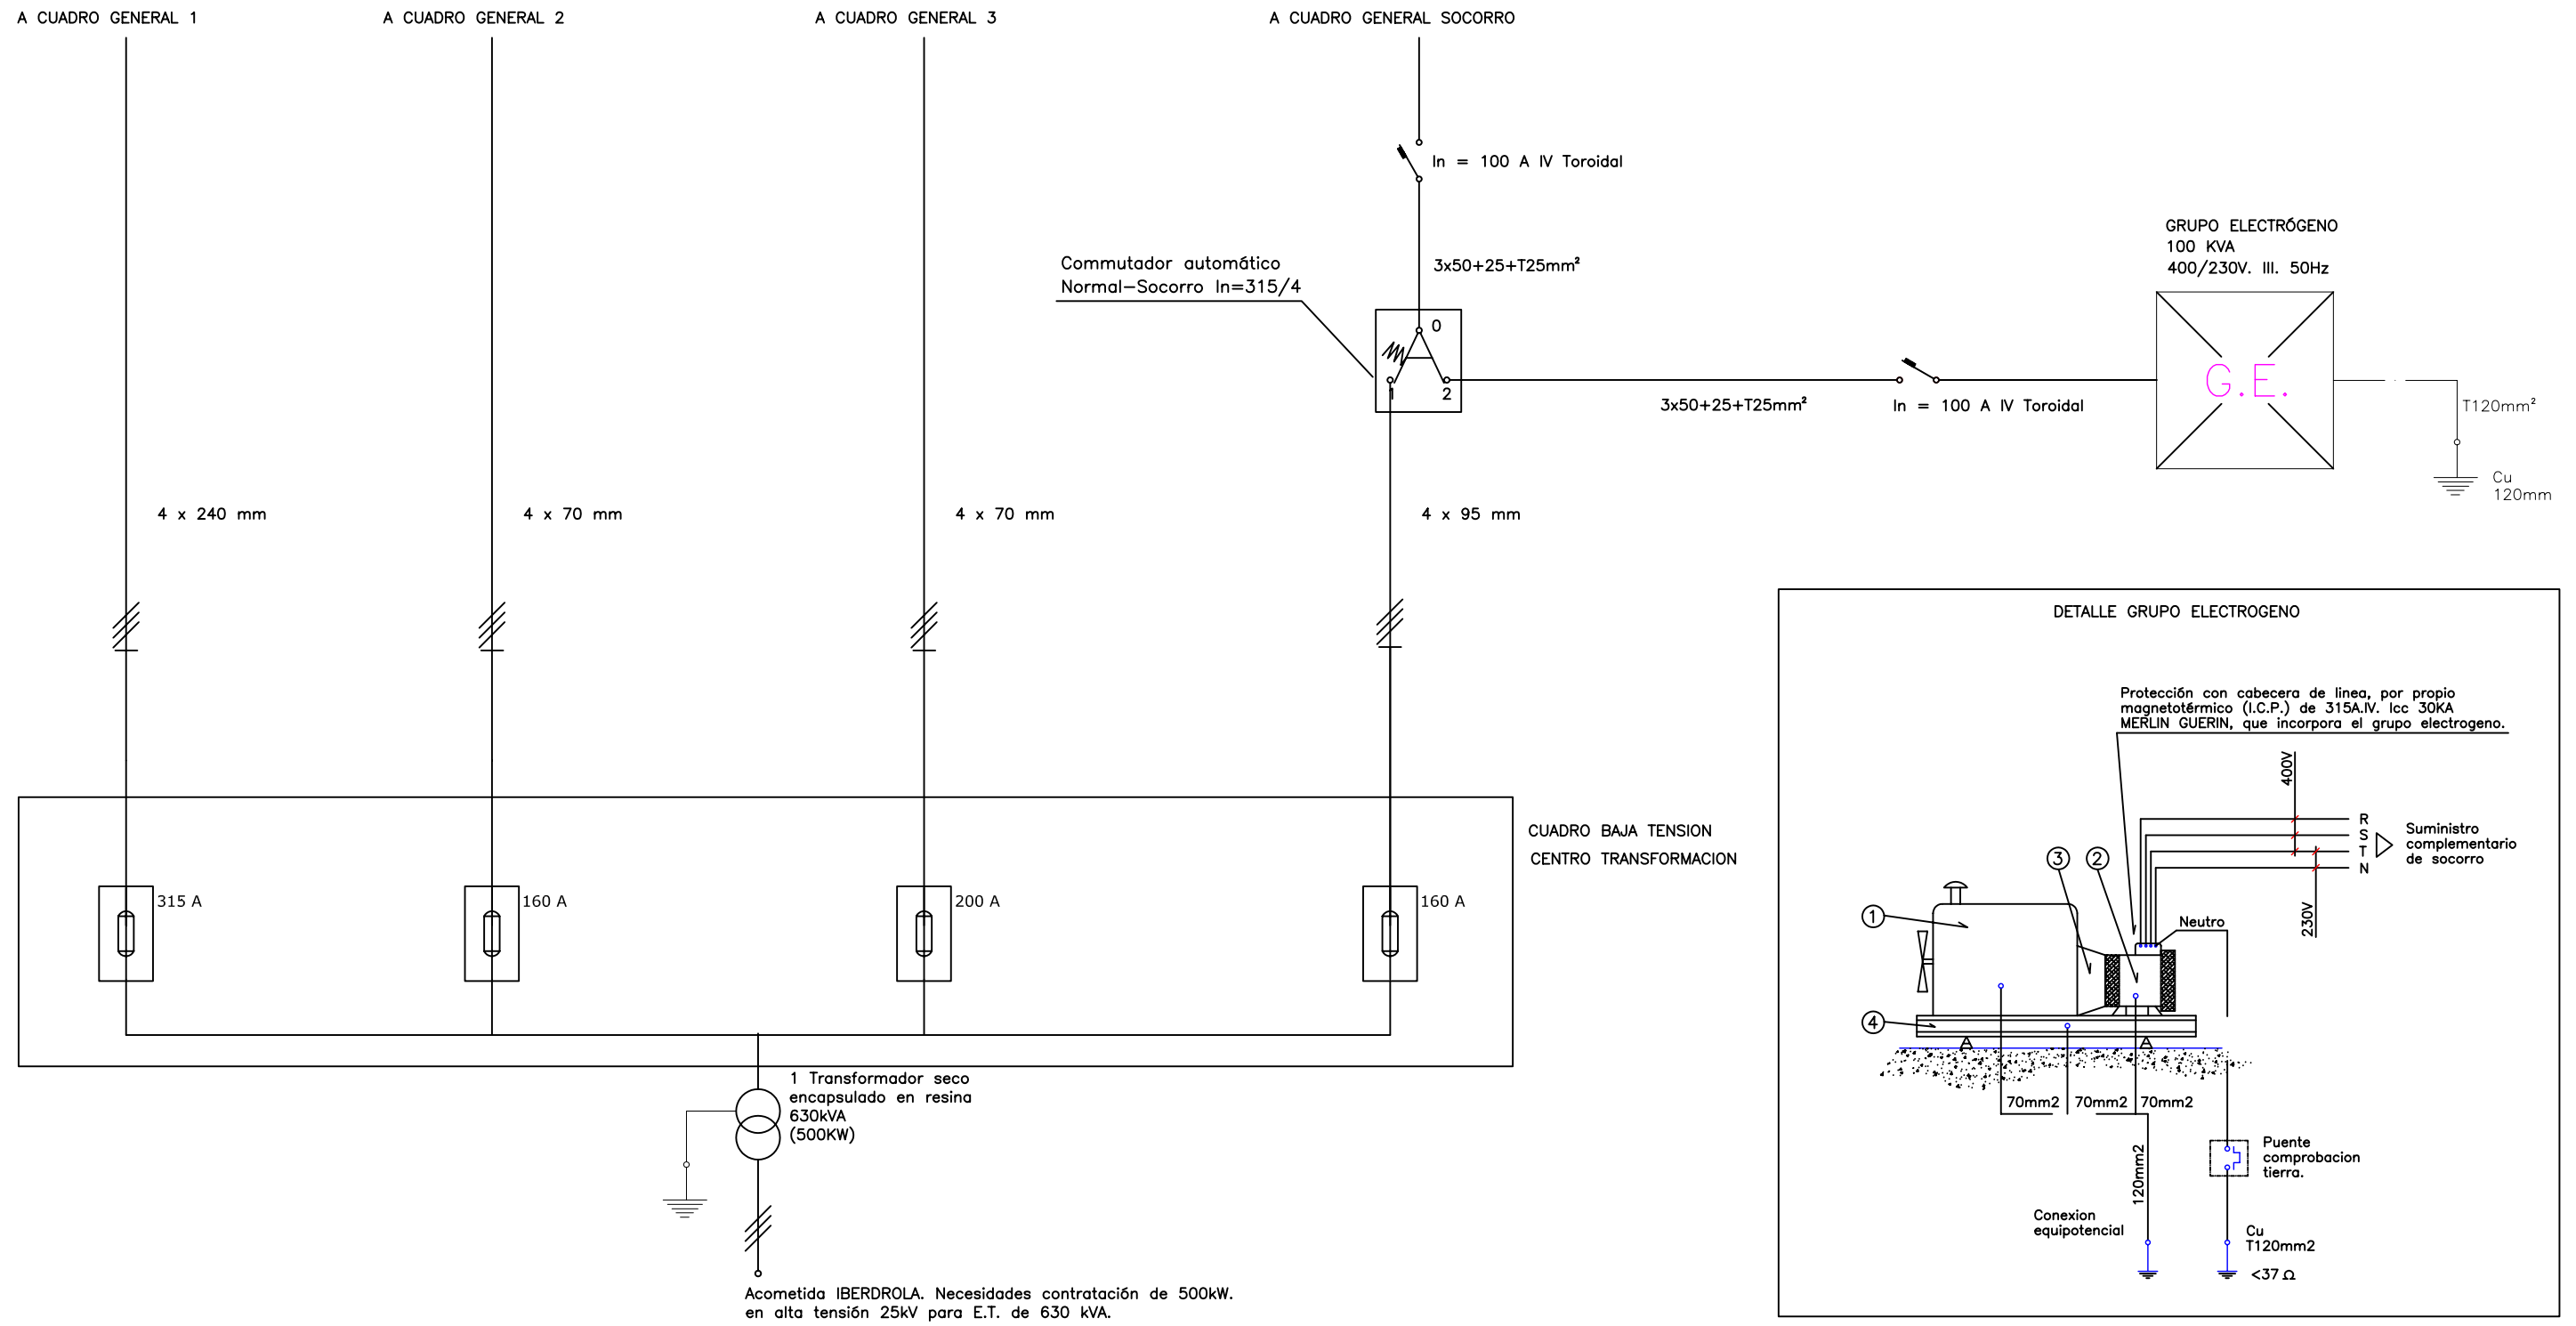 A CUADRO GENERAL 1
A CUADRO GENERAL 2
A CUADRO GENERAL 3
A CUADRO GENERAL SOCORRO
In = 100 A IV Toroidal
GRUPO ELECTRÓGENO
100 KVA
400/230V. III. 50Hz
Commutador automático
Normal-Socorro In=315/4
3x50+25+T25mm²
0
1
2
3x50+25+T25mm²
In = 100 A IV Toroidal
G.E.
T120mm²
Cu
120mm
4 x 240 mm
4 x 70 mm
4 x 70 mm
4 x 95 mm
CUADRO BAJA TENSION
CENTRO TRANSFORMACION
315 A
160 A
200 A
160 A
1 Transformador seco
encapsulado en resina
630kVA
(500KW)
Acometida IBERDROLA. Necesidades contratación de 500kW.
en alta tensión 25kV para E.T. de 630 kVA.
DETALLE GRUPO ELECTROGENO
Protección con cabecera de linea, por propio
magnetotérmico (I.C.P.) de 315A.IV. Icc 30KA
MERLIN GUERIN, que incorpora el grupo electrogeno.
400V
R
S
T
N
Suministro
complementario
de socorro
230V
3
2
1
4
Neutro
70mm2
70mm2
70mm2
120mm2
Puente
comprobacion
tierra.
Conexion
equipotencial
Cu
T120mm2
<37 Ω